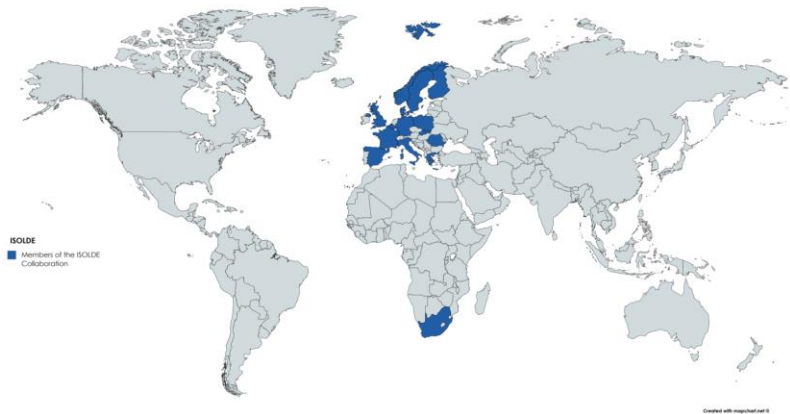 ISOLDE
Members of the ISOLDE
Collaboration
Created with mapchart.net ©